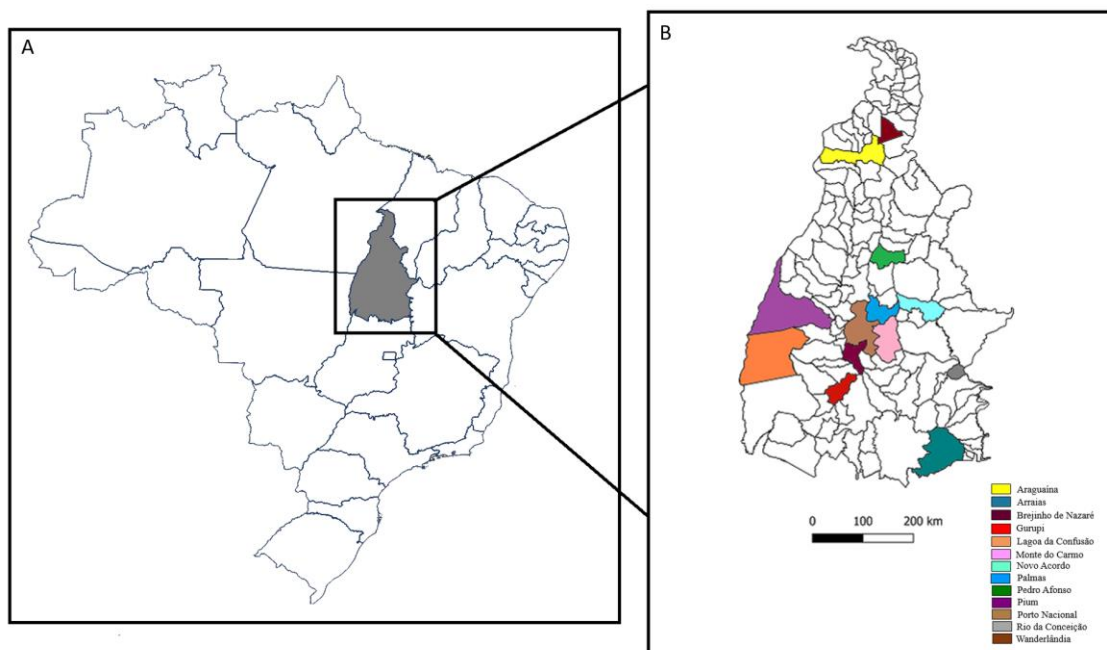 A
B
0 100 200 km
Araguaína
Arraias
Brejinho de Nazaré
Gurupi
Lagoa da Confusão
Monte do Carmo
Novo Acordo
Palmas
Pedro Afonso
Pium
Porto Nacional
Rio da Conceição
Wanderlândia